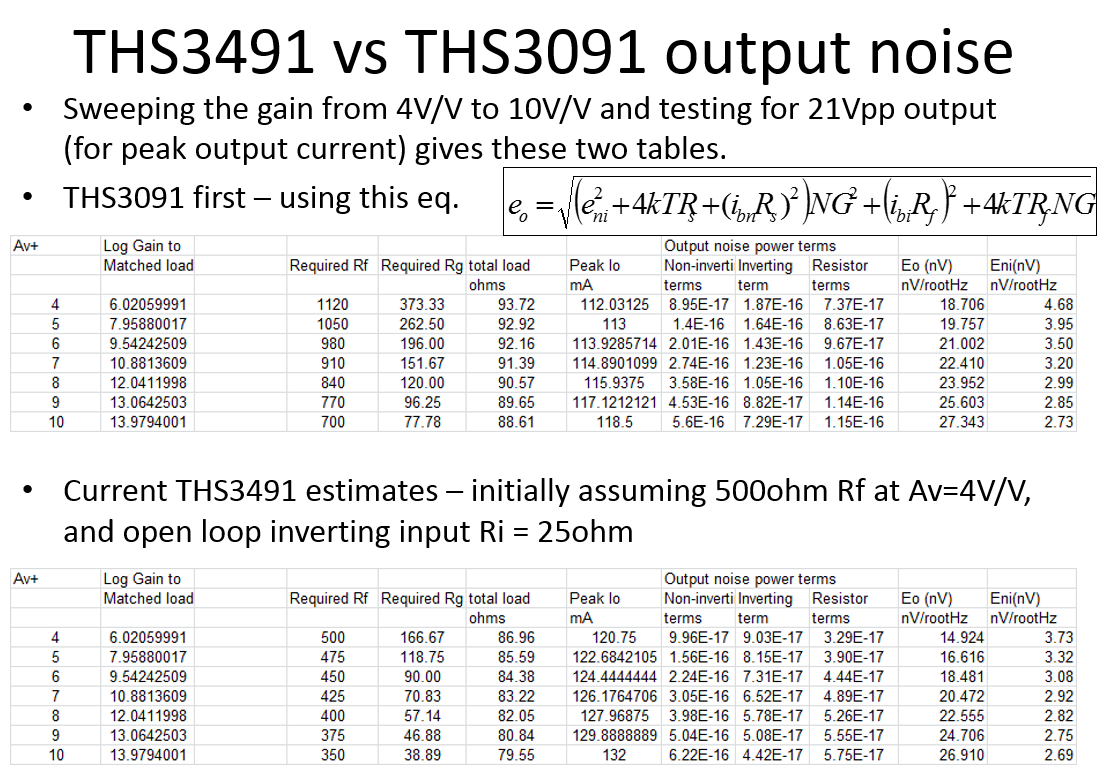 THS3491 vs THS3091 output noise
• Sweeping the gain from 4V/V to 10V/V and testing for 21Vpp output
(for peak output current) gives these two tables.
• THS3091 first – using this eq.
e_o = √((e_ni^2 + 4kTR_s + (i_bn R_s)^2)NG^2 + (i_bi R_f)^2 + 4kTR_f NG
Av+ Log Gain to Output noise power terms
Matched load Required Rf Required Rg total load Peak Io Non-inverti Inverting Resistor Eo (nV) Eni(nV)
ohms mA terms term terms nV/rootHz nV/rootHz
4 6.02059991 1120 373.33 93.72 112.03125 8.95E-17 1.87E-16 7.37E-17 18.706 4.68
5 7.95880017 1050 262.50 92.92 113 1.4E-16 1.64E-16 8.63E-17 19.757 3.95
6 9.54242509 980 196.00 92.16 113.9285714 2.01E-16 1.43E-16 9.67E-17 21.002 3.50
7 10.8813609 910 151.67 91.39 114.8901099 2.74E-16 1.23E-16 1.05E-16 22.410 3.20
8 12.0411998 840 120.00 90.57 115.9375 3.58E-16 1.05E-16 1.10E-16 23.952 2.99
9 13.0642503 770 96.25 89.65 117.1212121 4.53E-16 8.82E-17 1.14E-16 25.603 2.85
10 13.9794001 700 77.78 88.61 118.5 5.6E-16 7.29E-17 1.15E-16 27.343 2.73
• Current THS3491 estimates – initially assuming 500ohm Rf at Av=4V/V,
and open loop inverting input Ri = 25ohm
Av+ Log Gain to Output noise power terms
Matched load Required Rf Required Rg total load Peak Io Non-inverti Inverting Resistor Eo (nV) Eni(nV)
ohms mA terms term terms nV/rootHz nV/rootHz
4 6.02059991 500 166.67 86.96 120.75 9.96E-17 9.03E-17 3.29E-17 14.924 3.73
5 7.95880017 475 118.75 85.59 122.6842105 1.56E-16 8.15E-17 3.90E-17 16.616 3.32
6 9.54242509 450 90.00 84.38 124.4444444 2.24E-16 7.31E-17 4.44E-17 18.481 3.08
7 10.8813609 425 70.83 83.22 126.1764706 3.05E-16 6.52E-17 4.89E-17 20.472 2.92
8 12.0411998 400 57.14 82.05 127.96875 3.98E-16 5.78E-17 5.26E-17 22.555 2.82
9 13.0642503 375 46.88 80.84 129.8888889 5.04E-16 5.08E-17 5.55E-17 24.706 2.75
10 13.9794001 350 38.89 79.55 132 6.22E-16 4.42E-17 5.75E-17 26.910 2.69